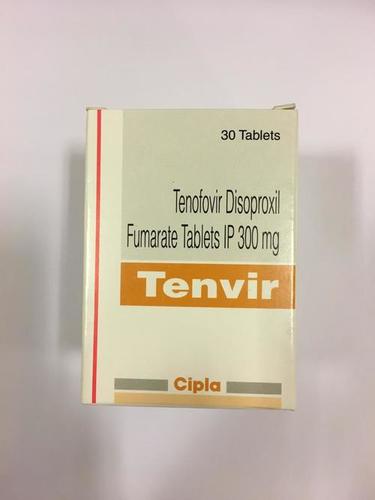 30 Tablets
Tenofovir Disoproxil
Fumarate Tablets IP 300 mg
Tenvir
Cipla